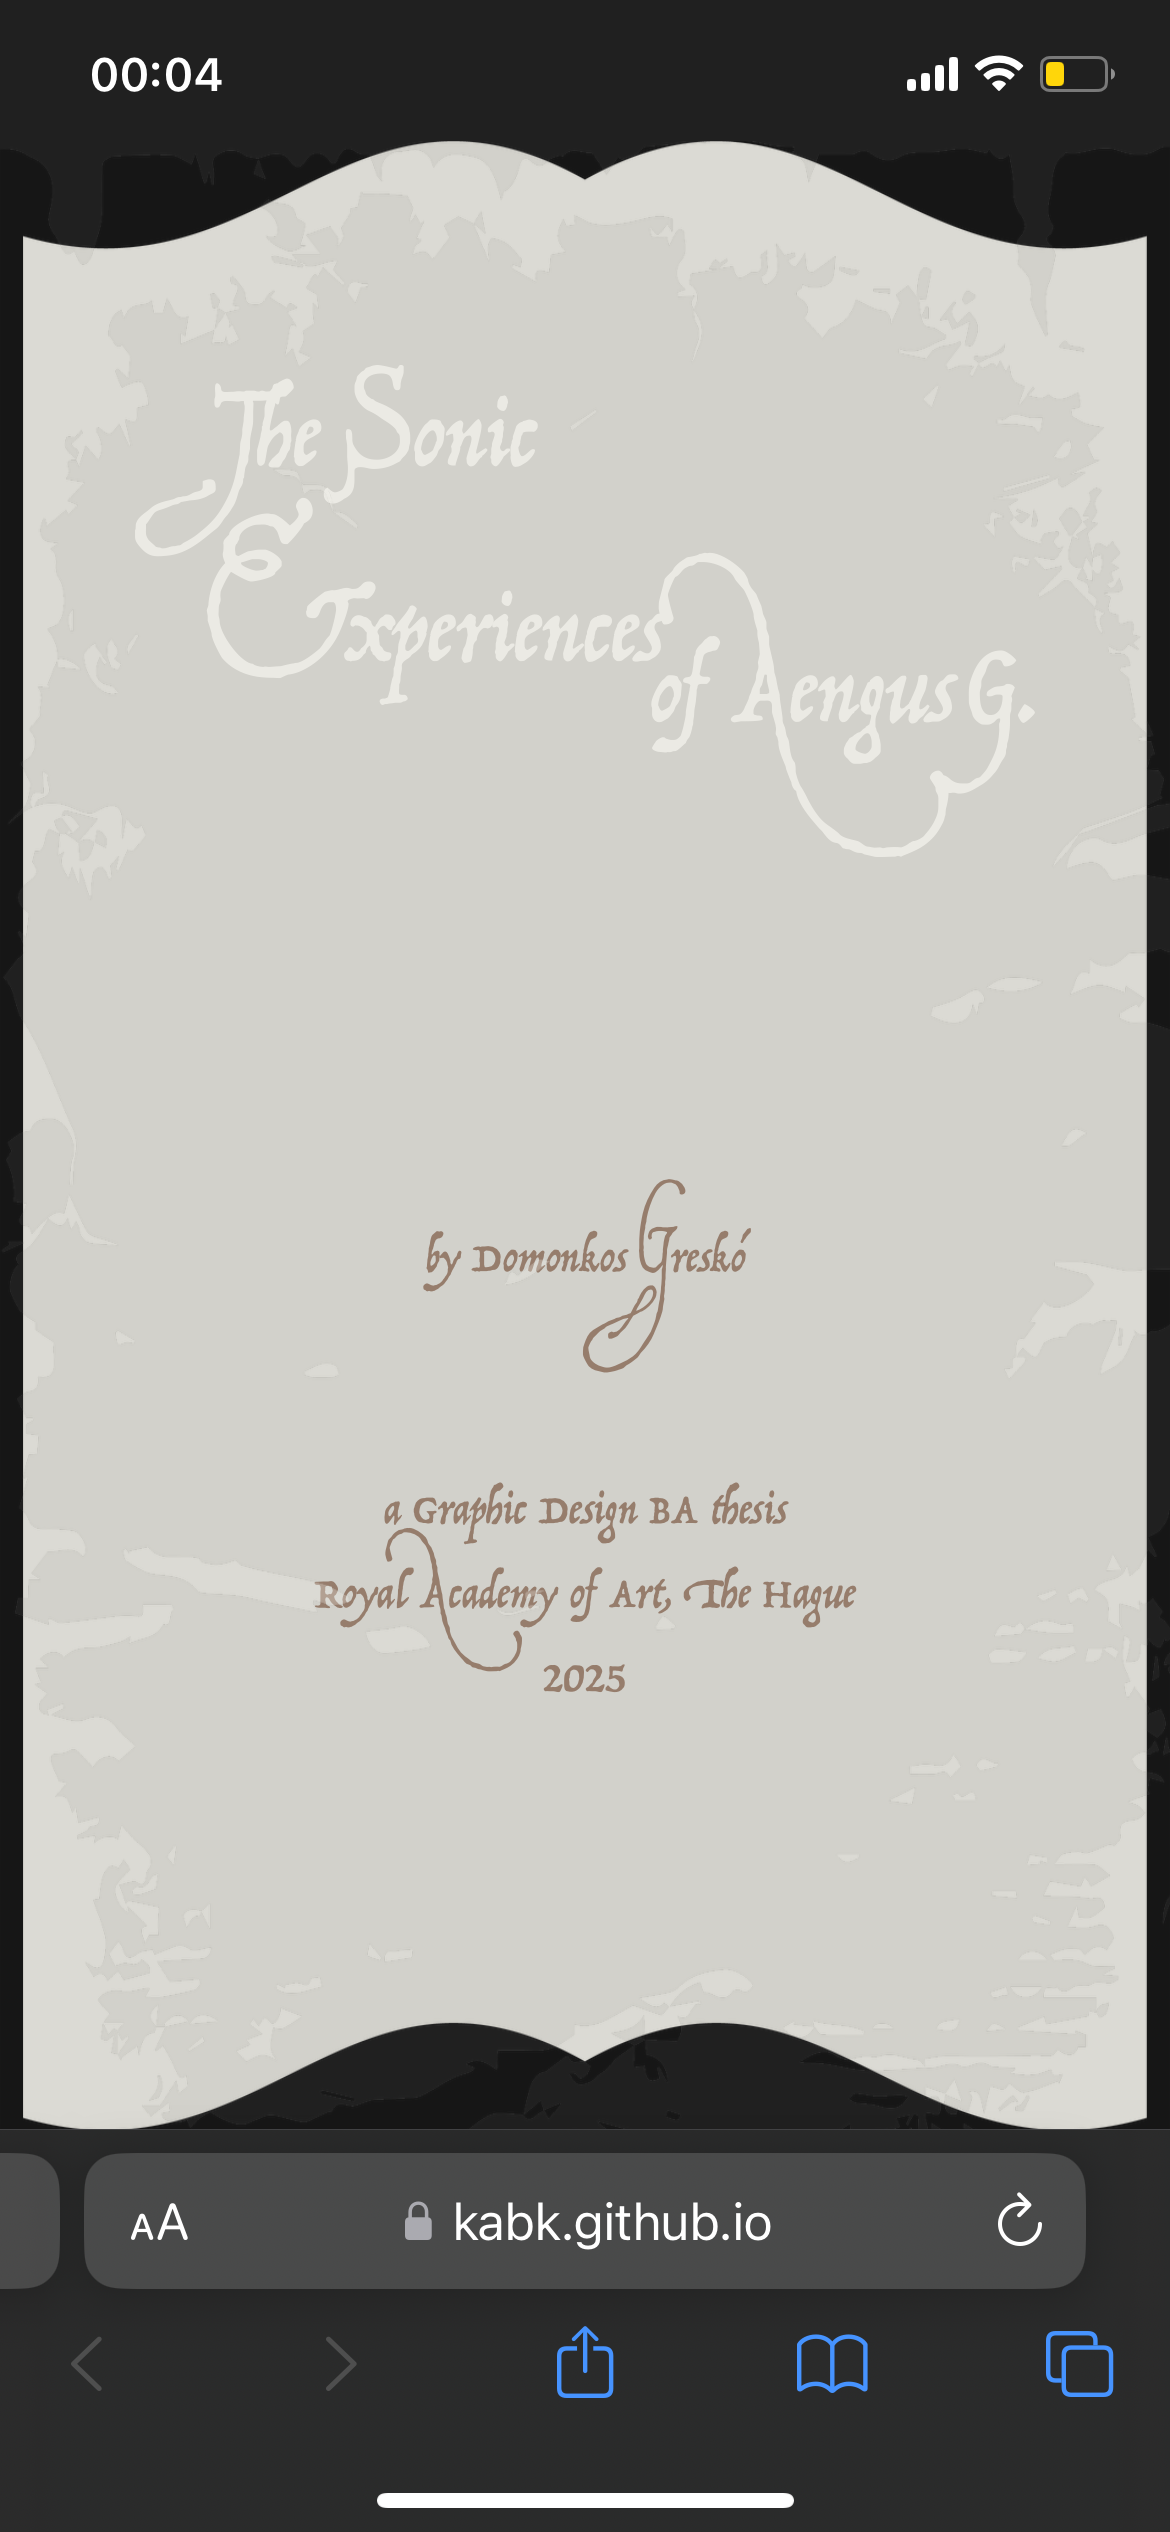 00:04
The Sonic
Experiences
of Aengus G.
by Domonkos Greskó
a Graphic Design BA thesis
Royal Academy of Art, The Hague
2025
AA
kabk.github.io